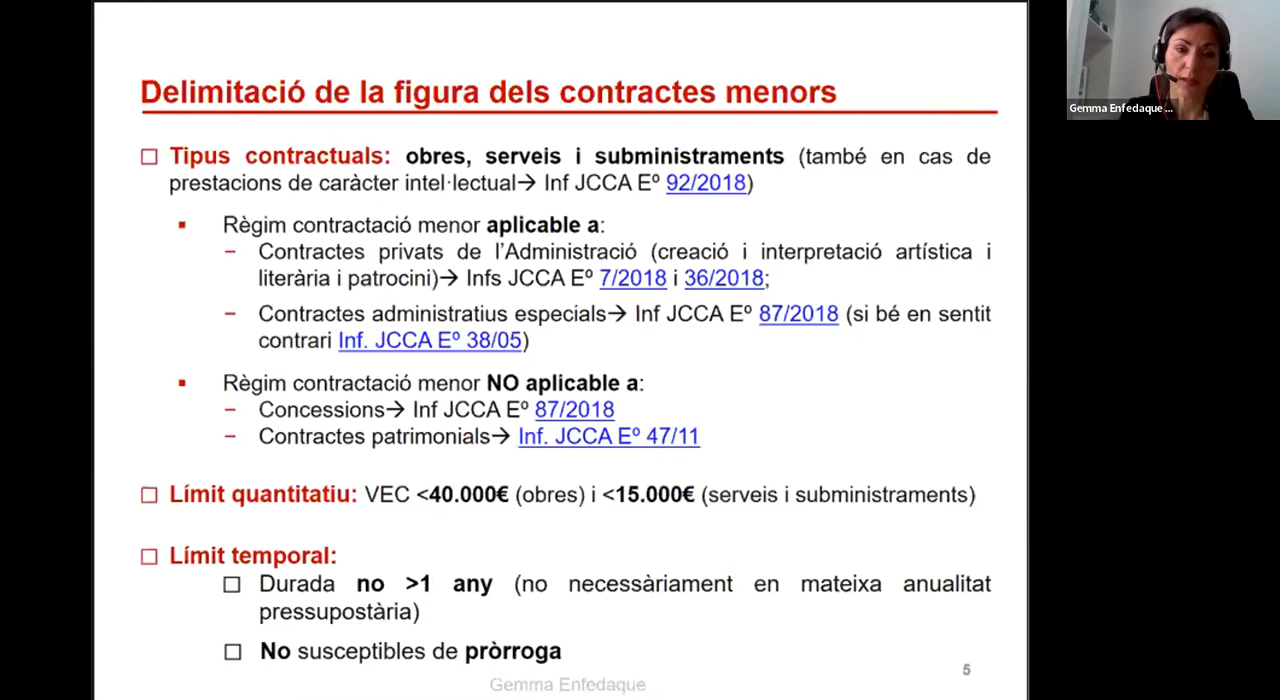 Delimitació de la figura dels contractes menors
Gemma Enfedaque ...
Tipus contractuals: obres, serveis i subministraments (també en cas de
prestacions de caràcter intel·lectual→ Inf JCCA Eº 92/2018)
Règim contractació menor aplicable a:
– Contractes privats de l'Administració (creació i interpretació artística i
literària i patrocini)→ Infs JCCA Eº 7/2018 i 36/2018;
– Contractes administratius especials→ Inf JCCA Eº 87/2018 (si bé en sentit
contrari Inf. JCCA Eº 38/05)
Règim contractació menor NO aplicable a:
– Concessions→ Inf JCCA Eº 87/2018
– Contractes patrimonials→ Inf. JCCA Eº 47/11
Límit quantitatiu: VEC <40.000€ (obres) i <15.000€ (serveis i subministraments)
Límit temporal:
Durada no >1 any (no necessàriament en mateixa anualitat
pressupostària)
No susceptibles de pròrroga
5
Gemma Enfedaque